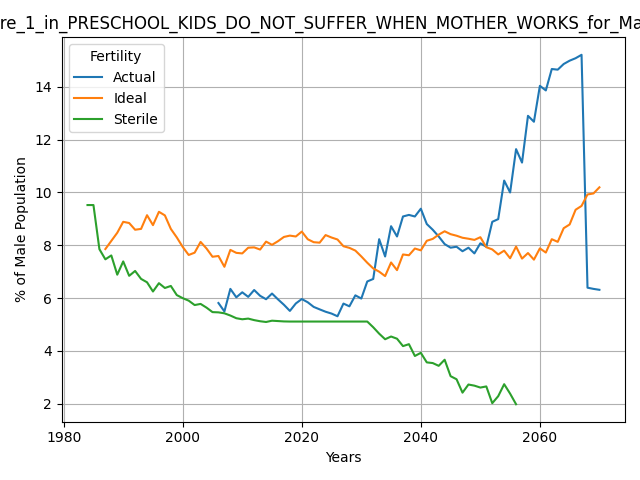 re_1_in_PRESCHOOL_KIDS_DO_NOT_SUFFER_WHEN_MOTHER_WORKS_for_Ma
Fertility
Actual
Ideal
Sterile
% of Male Population
14
12
10
8
6
4
2
1980 2000 2020 2040 2060
Years